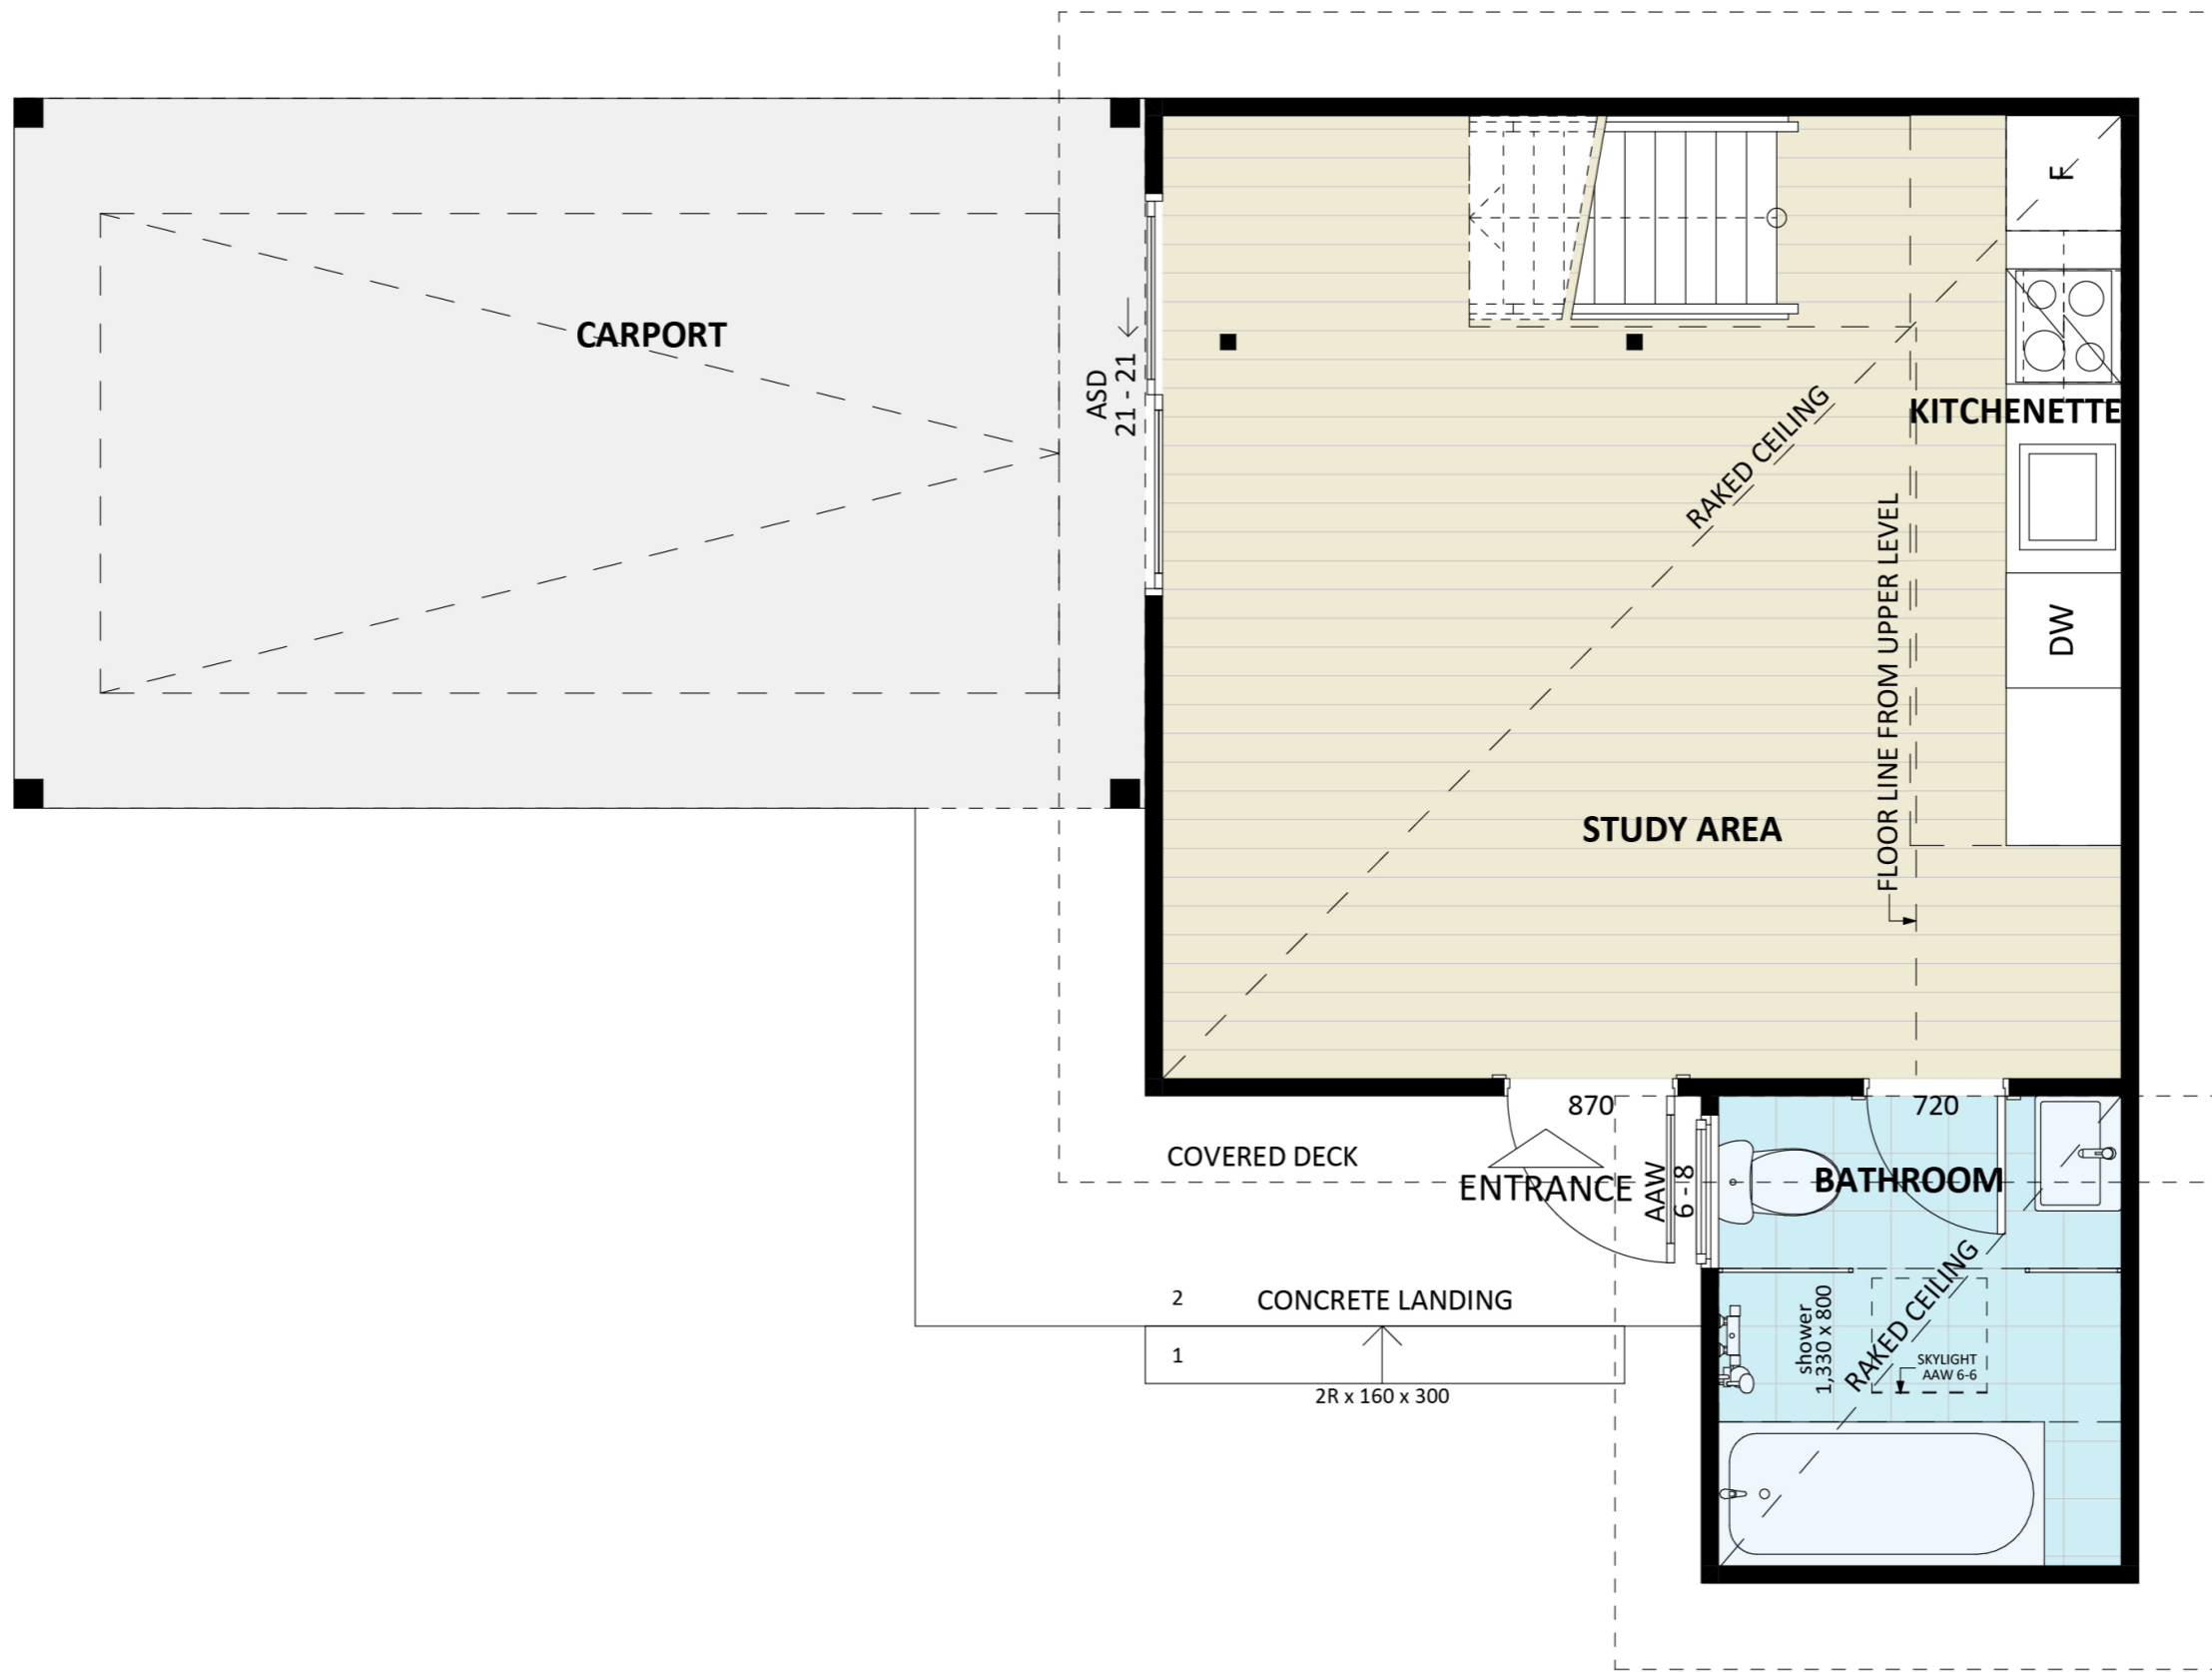 F
CARPORT
ASD
21 - 21
KITCHENETTE
RAKED CEILING
FLOOR LINE FROM UPPER LEVEL
DW
STUDY AREA
870
720
COVERED DECK
ENTRANCE
AAW
6 - 8
BATHROOM
2
CONCRETE LANDING
1
2R x 160 x 300
shower
1,330 x 800
RAKED CEILING
SKYLIGHT
AAW 6-6